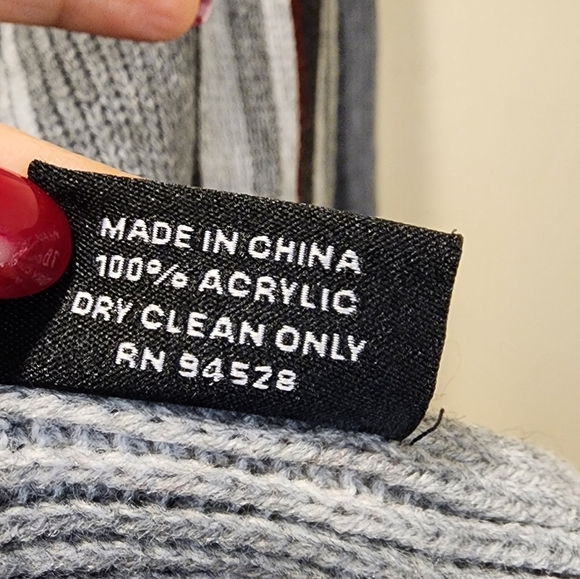 MADE IN CHINA
100% ACRYLIC
DRY CLEAN ONLY
RN 94528